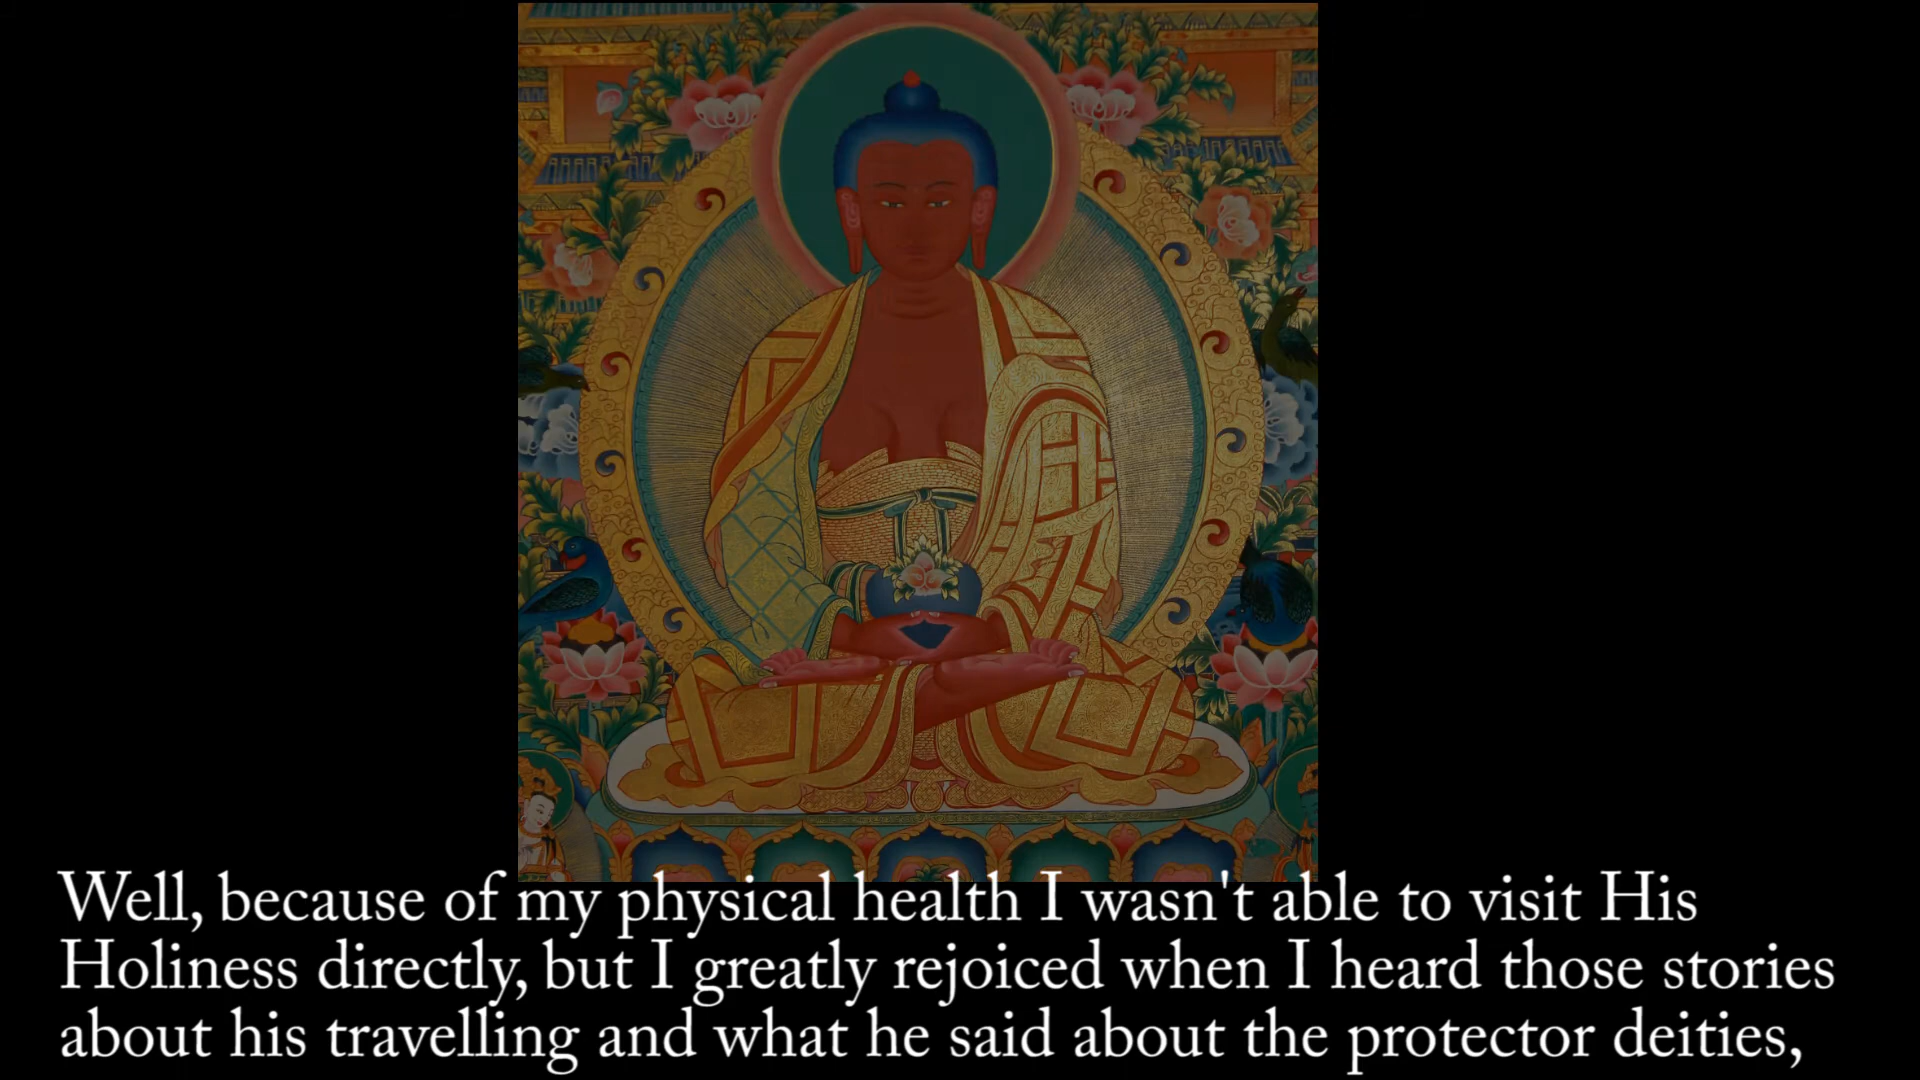 Well, because of my physical health I wasn't able to visit His
Holiness directly, but I greatly rejoiced when I heard those stories
about his travelling and what he said about the protector deities,